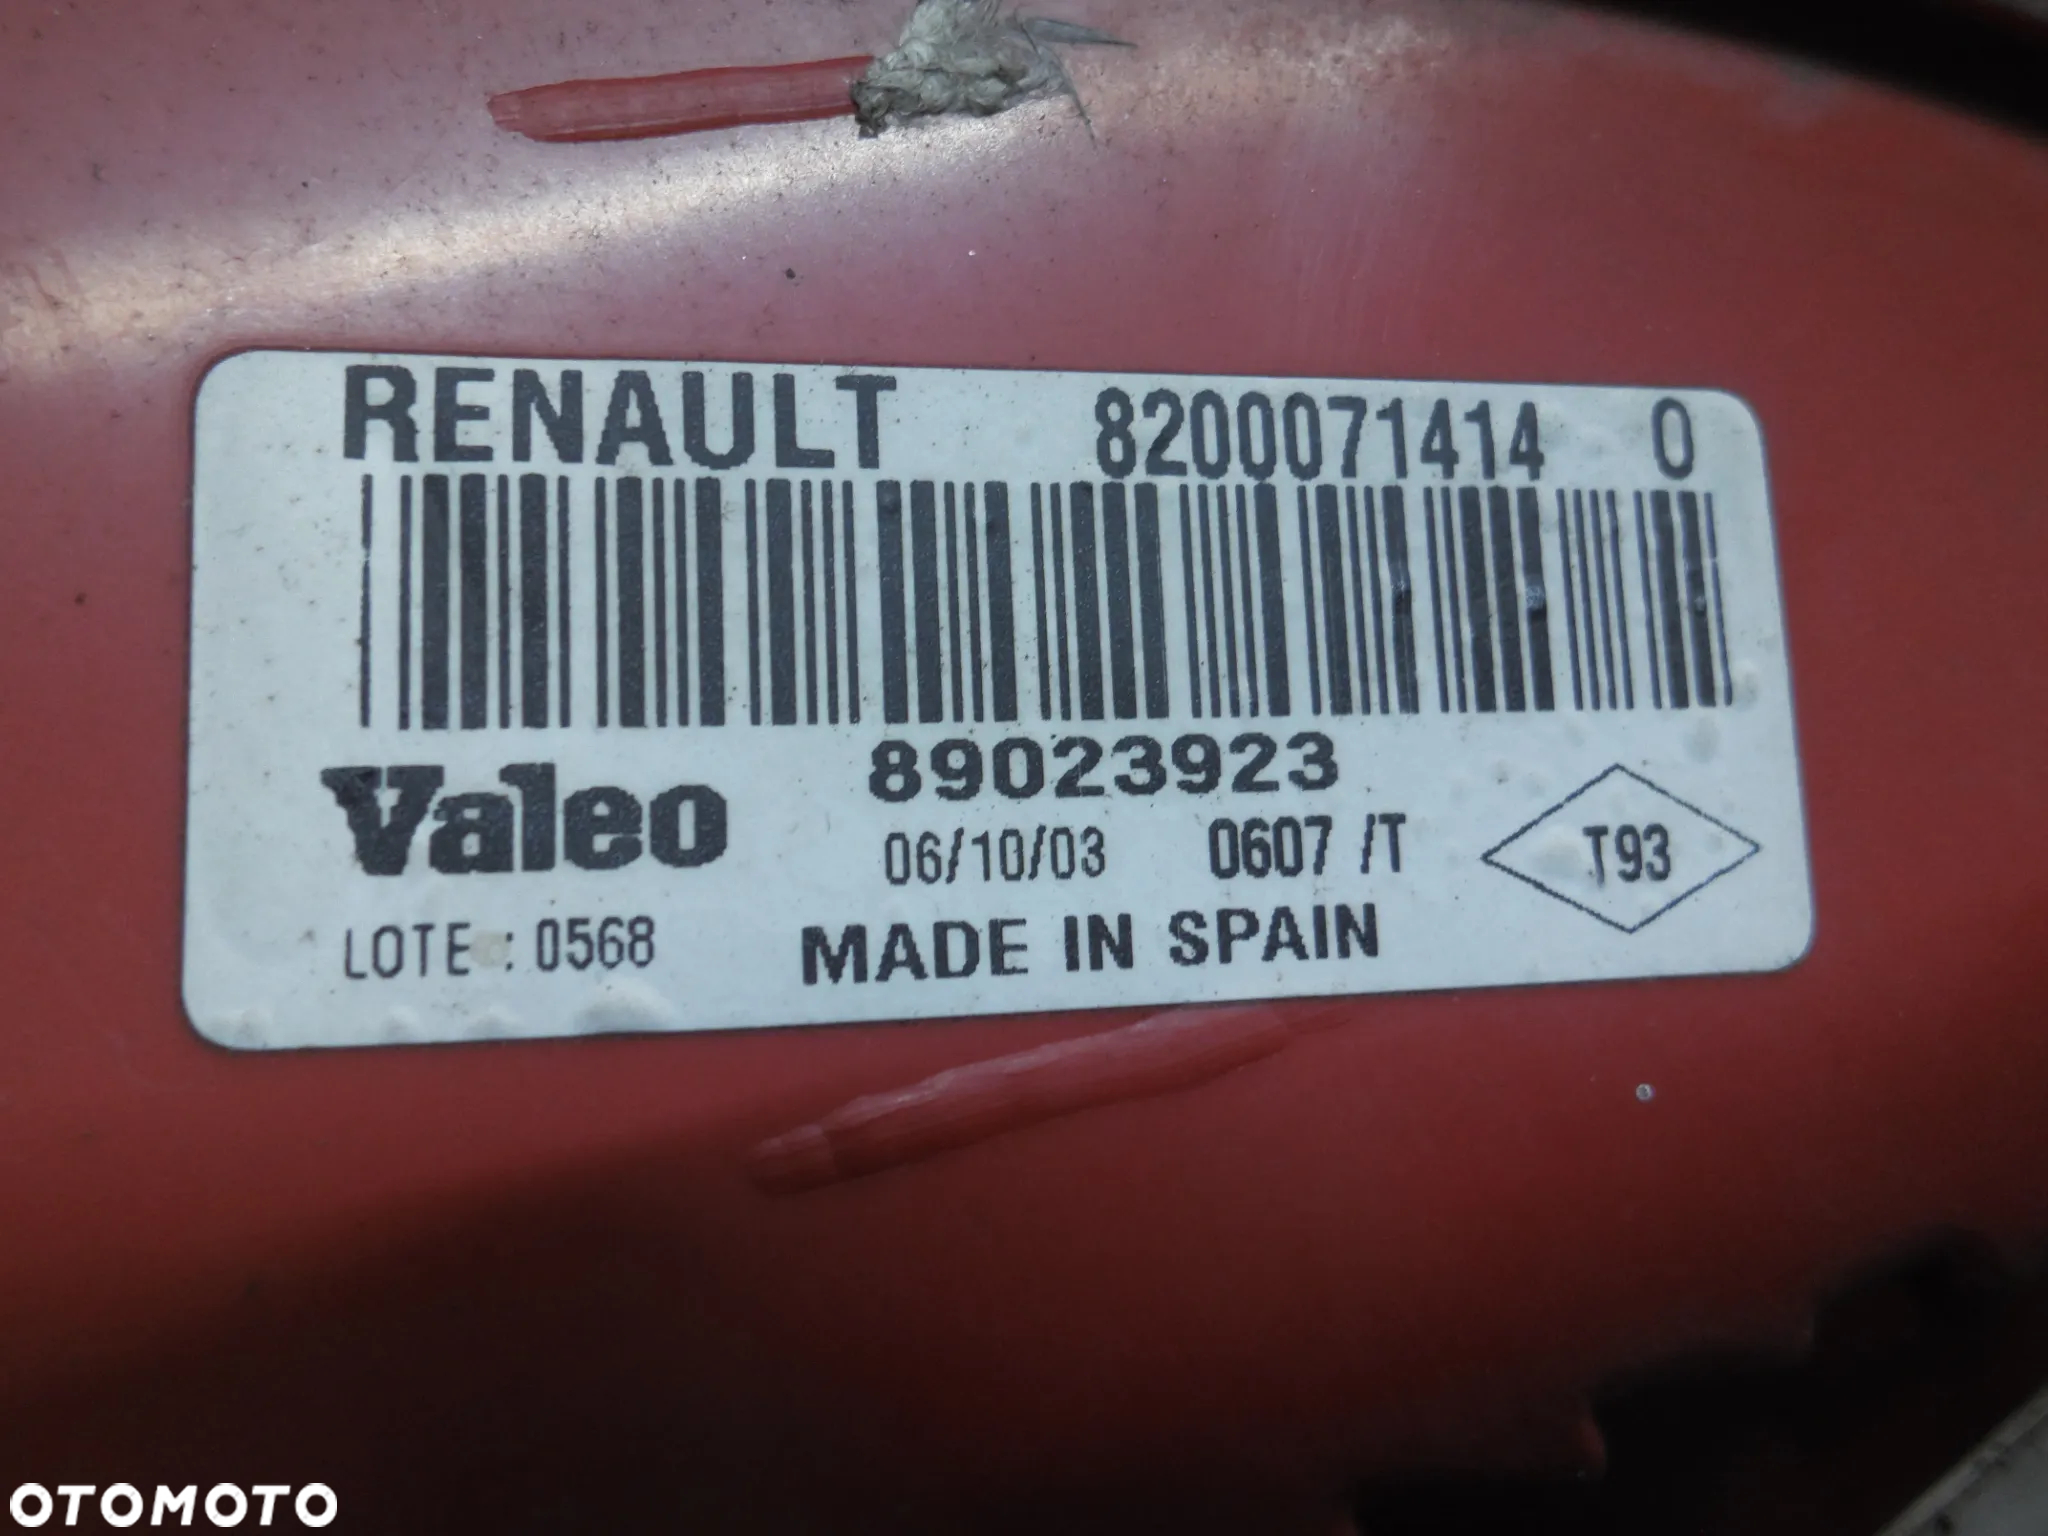 RENAULT 8200071414 0
Valeo 89023923
06/10/03 0607 /T T93
LOTE : 0568 MADE IN SPAIN
OTOMOTO